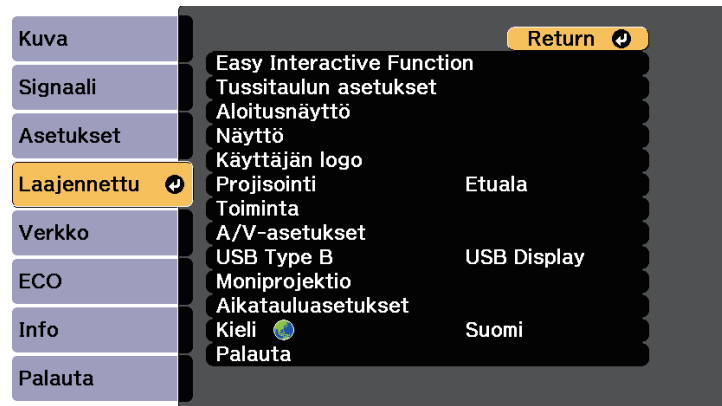 Kuva
Signaali
Asetukset
Laajennettu
Verkko
ECO
Info
Palauta
Return
Easy Interactive Function
Tussitaulun asetukset
Aloitusnäyttö
Näyttö
Käyttäjän logo
Projisointi Etuala
Toiminta
A/V-asetukset
USB Type B USB Display
Moniprojektio
Aikatauluasetukset
Kieli Suomi
Palauta